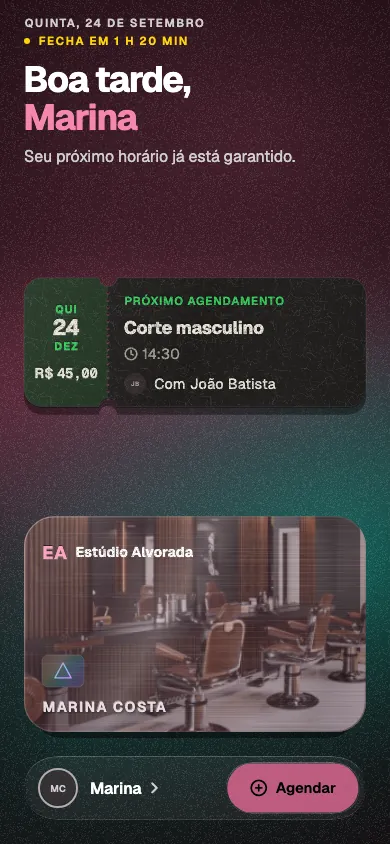 QUINTA, 24 DE SETEMBRO
FECHA EM 1 H 20 MIN
Boa tarde,
Marina
Seu próximo horário já está garantido.
QUI
24
DEZ
R$ 45,00
PRÓXIMO AGENDAMENTO
Corte masculino
14:30
JB Com João Batista
EA Estúdio Alvorada
MARINA COSTA
MC Marina
Agendar